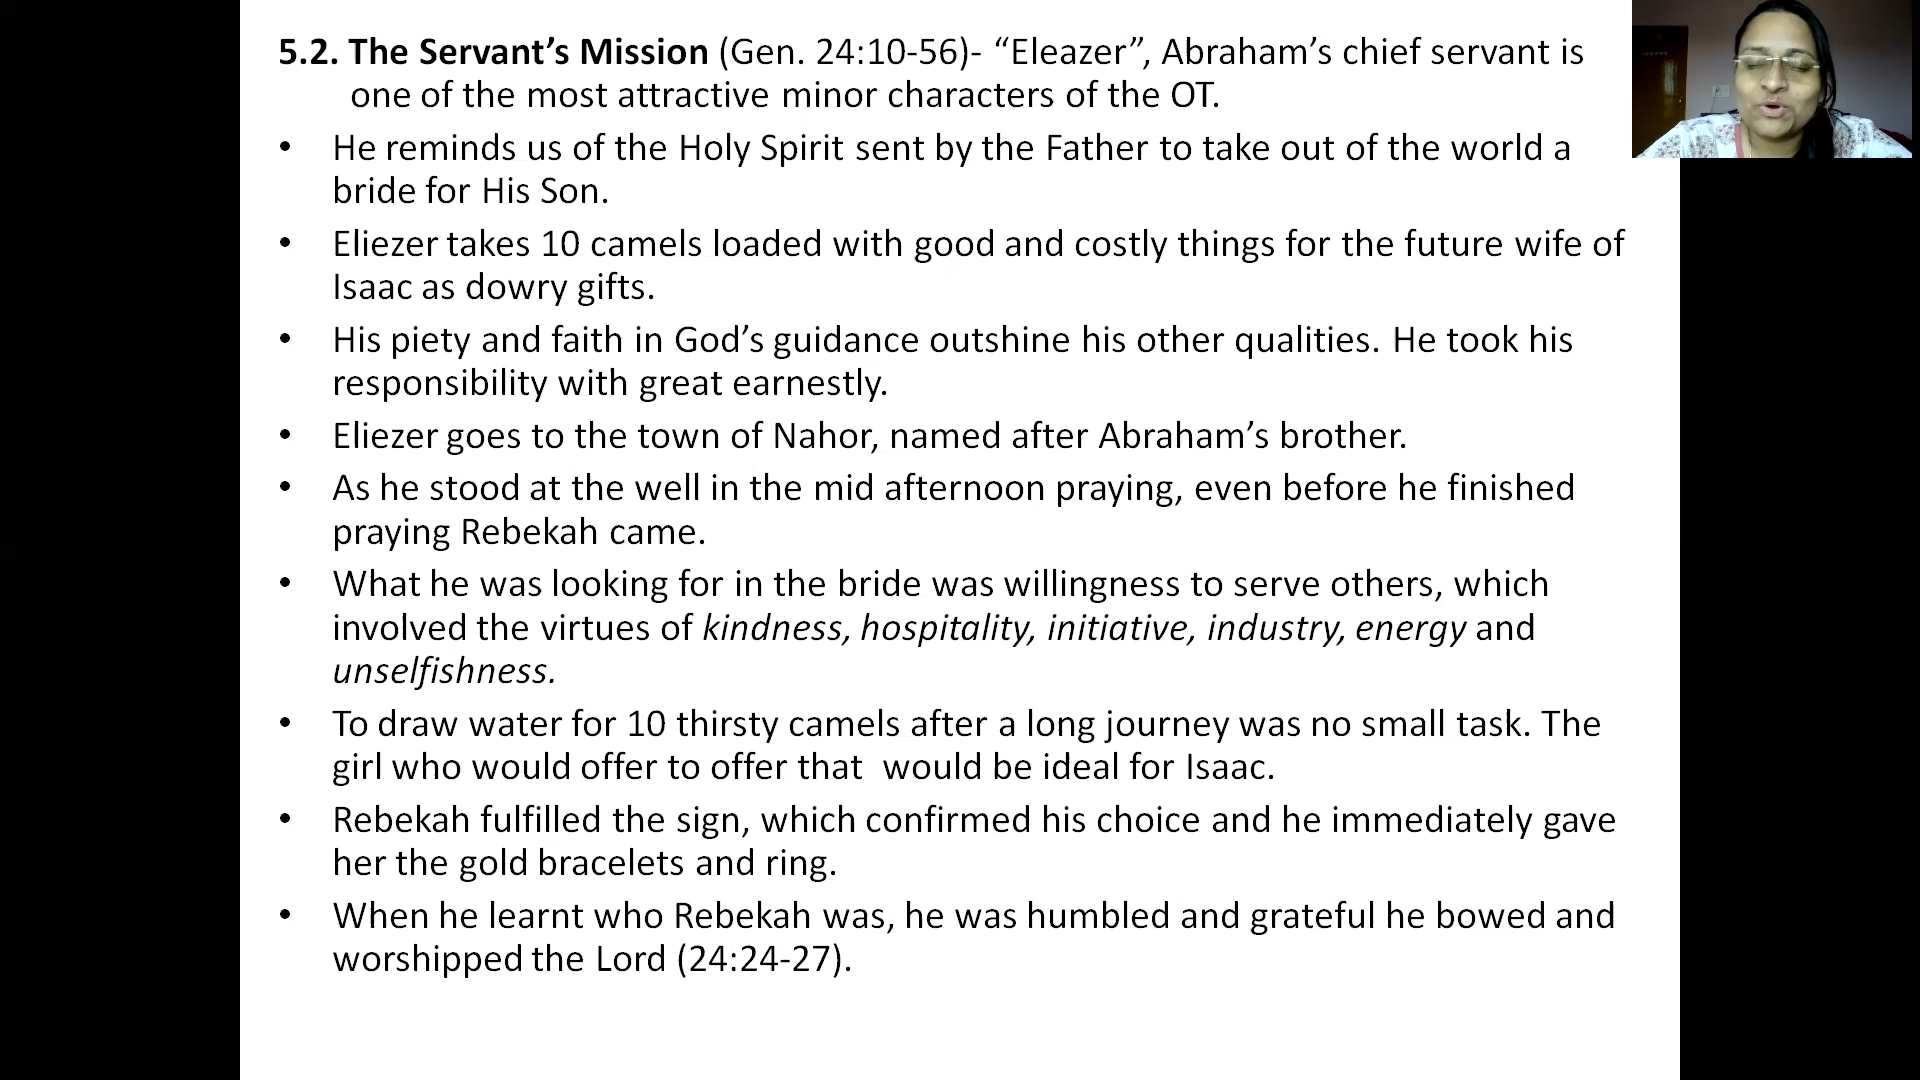 5.2. The Servant’s Mission (Gen. 24:10-56)- “Eleazer”, Abraham’s chief servant is
one of the most attractive minor characters of the OT.
• He reminds us of the Holy Spirit sent by the Father to take out of the world a
bride for His Son.
• Eliezer takes 10 camels loaded with good and costly things for the future wife of
Isaac as dowry gifts.
• His piety and faith in God’s guidance outshine his other qualities. He took his
responsibility with great earnestly.
• Eliezer goes to the town of Nahor, named after Abraham’s brother.
• As he stood at the well in the mid afternoon praying, even before he finished
praying Rebekah came.
• What he was looking for in the bride was willingness to serve others, which
involved the virtues of kindness, hospitality, initiative, industry, energy and
unselfishness.
• To draw water for 10 thirsty camels after a long journey was no small task. The
girl who would offer to offer that  would be ideal for Isaac.
• Rebekah fulfilled the sign, which confirmed his choice and he immediately gave
her the gold bracelets and ring.
• When he learnt who Rebekah was, he was humbled and grateful he bowed and
worshipped the Lord (24:24-27).